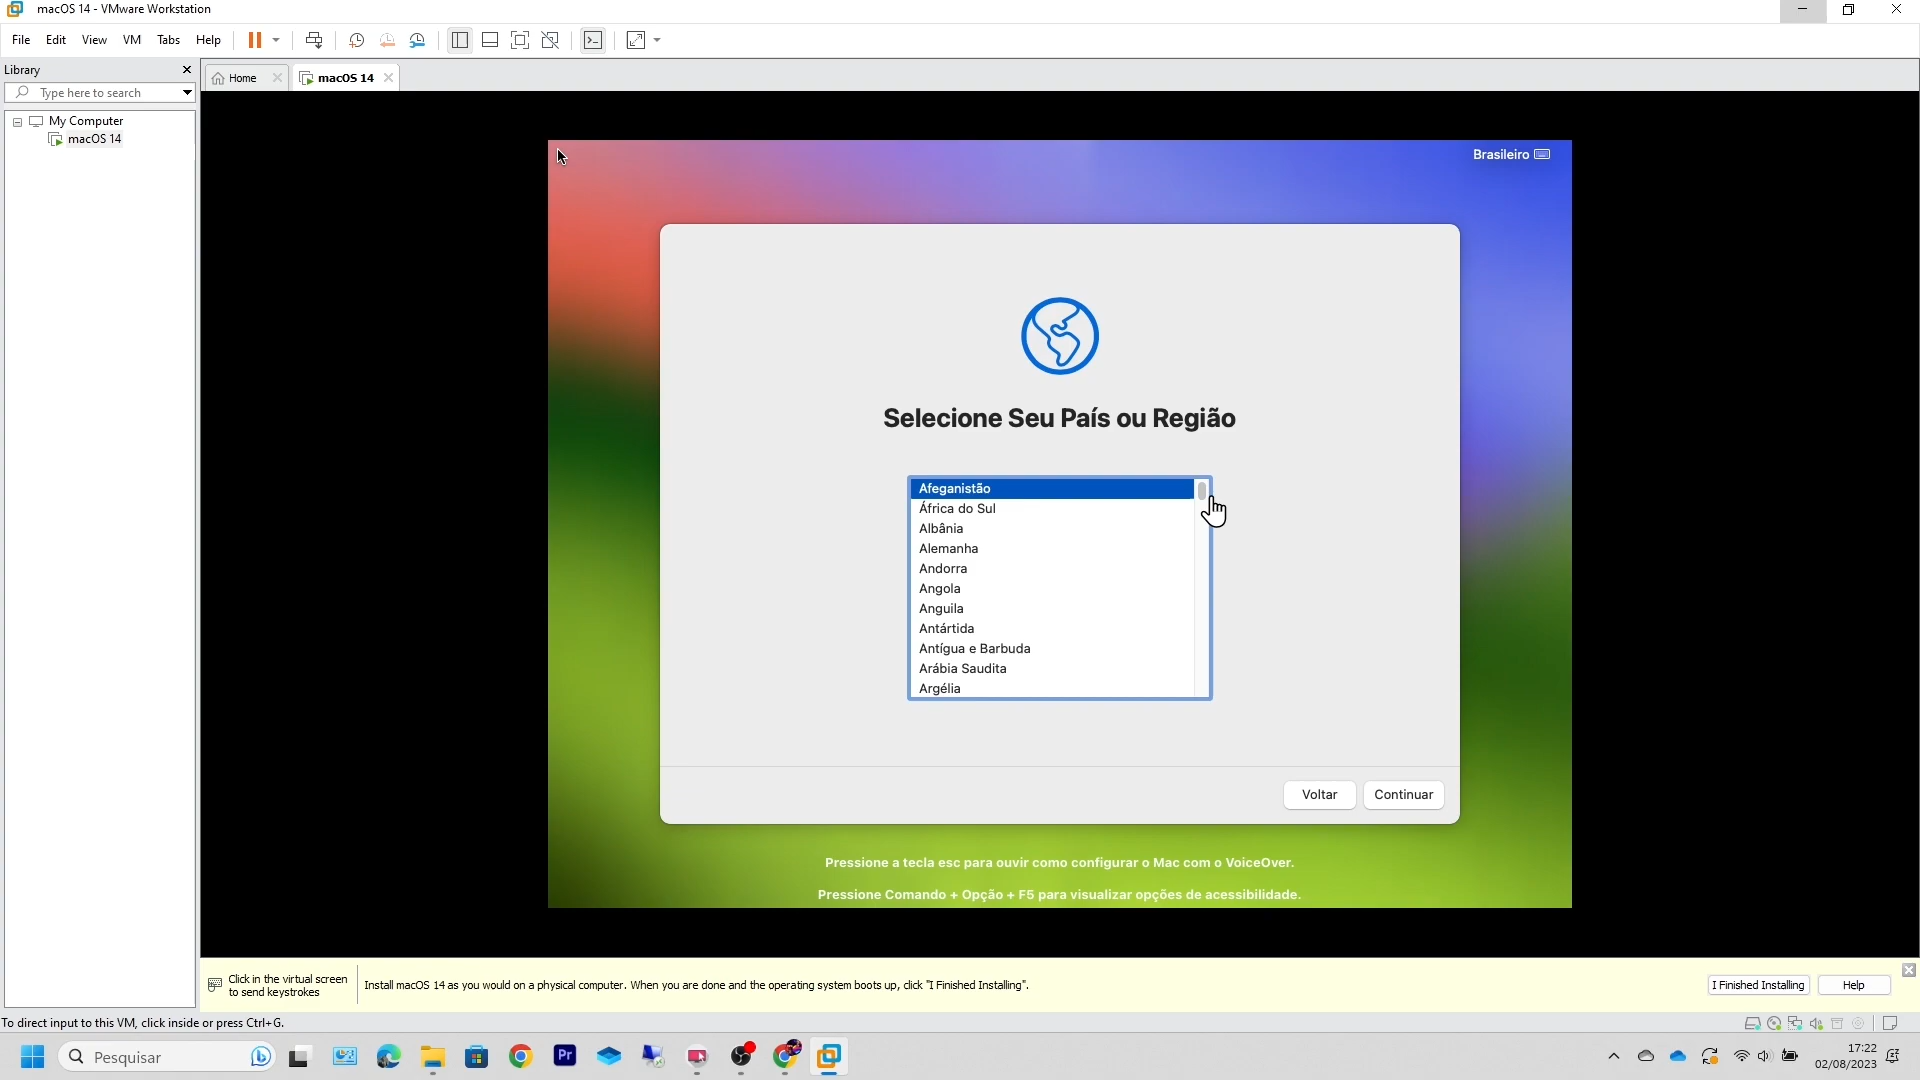 macOS 14 - VMware Workstation
File Edit View VM Tabs Help
Library
Home
macOS 14
Type here to search
My Computer
macOS 14
Brasileiro
Selecione Seu País ou Região
Afeganistão
África do Sul
Albânia
Alemanha
Andorra
Angola
Anguila
Antártida
Antígua e Barbuda
Arábia Saudita
Argélia
Voltar
Continuar
Pressione a tecla esc para ouvir como configurar o Mac com o VoiceOver.
Pressione Comando + Opção + F5 para visualizar opções de acessibilidade.
Click in the virtual screen
to send keystrokes
Install macOS 14 as you would on a physical computer. When you are done and the operating system boots up, click "I Finished Installing".
I Finished Installing
Help
To direct input to this VM, click inside or press Ctrl+G.
Pesquisar
Pr
17:22
02/08/2023